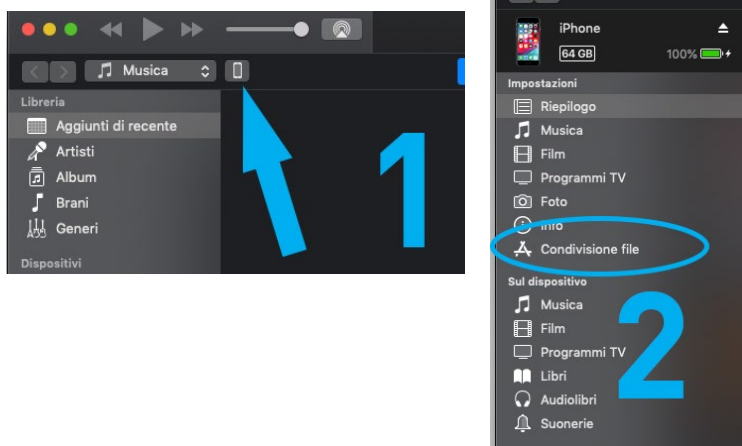 Musica
Libreria
Aggiunti di recente
Artisti
Album
Brani
Generi
Dispositivi
1
iPhone
64 GB 100%
Impostazioni
Riepilogo
Musica
Film
Programmi TV
Foto
Info
Condivisione file
Sul dispositivo
Musica
Film
Programmi TV
Libri
Audiolibri
Suonerie
2